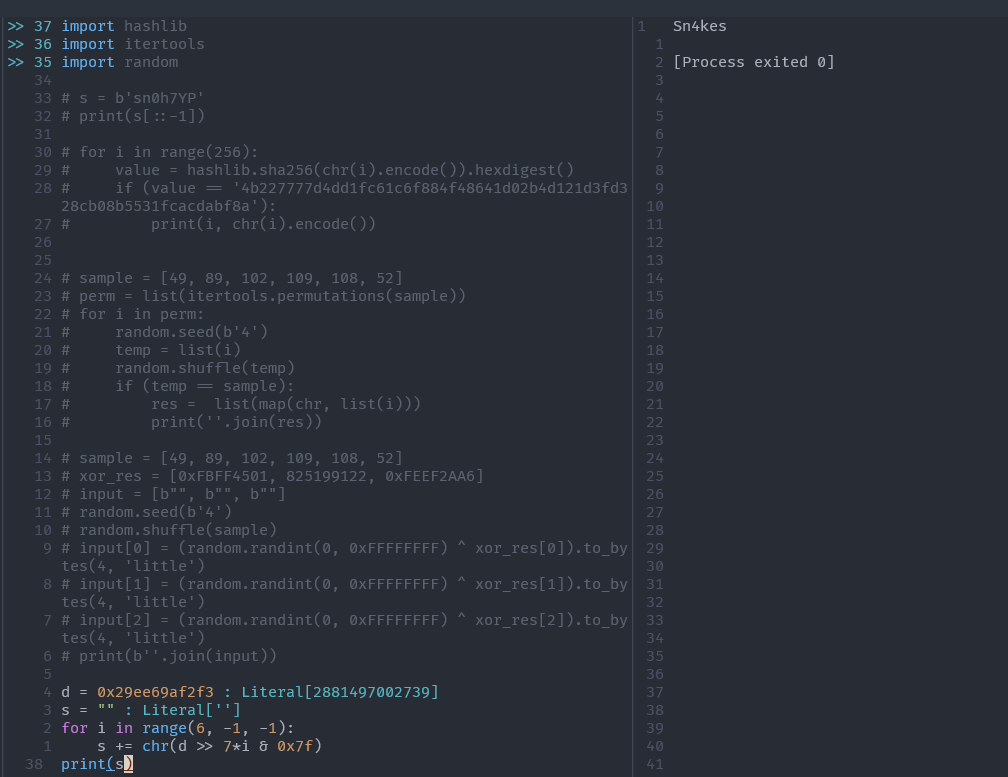 >> 37 import hashlib
>> 36 import itertools
>> 35 import random
34
33 # s = b'sn0h7YP'
32 # print(s[::-1])
31
30 # for i in range(256):
29 #     value = hashlib.sha256(chr(i).encode()).hexdigest()
28 #     if (value == '4b227777d4dd1fc61c6f884f48641d02b4d121d3fd3
28cb08b5531fcacdabf8a'):
27 #         print(i, chr(i).encode())
26
25
24 # sample = [49, 89, 102, 109, 108, 52]
23 # perm = list(itertools.permutations(sample))
22 # for i in perm:
21 #     random.seed(b'4')
20 #     temp = list(i)
19 #     random.shuffle(temp)
18 #     if (temp == sample):
17 #         res =  list(map(chr, list(i)))
16 #         print(''.join(res))
15
14 # sample = [49, 89, 102, 109, 108, 52]
13 # xor_res = [0xFBFF4501, 825199122, 0xFEEF2AA6]
12 # input = [b"", b"", b""]
11 # random.seed(b'4')
10 # random.shuffle(sample)
9 # input[0] = (random.randint(0, 0xFFFFFFFF) ^ xor_res[0]).to_by
tes(4, 'little')
8 # input[1] = (random.randint(0, 0xFFFFFFFF) ^ xor_res[1]).to_by
tes(4, 'little')
7 # input[2] = (random.randint(0, 0xFFFFFFFF) ^ xor_res[2]).to_by
tes(4, 'little')
6 # print(b''.join(input))
5
4 d = 0x29ee69af2f3 : Literal[2881497002739]
3 s = "" : Literal['']
2 for i in range(6, -1, -1):
1     s += chr(d >> 7*i & 0x7f)
38 print(s)
1 Sn4kes
1
2 [Process exited 0]
3
4
5
6
7
8
9
10
11
12
13
14
15
16
17
18
19
20
21
22
23
24
25
26
27
28
29
30
31
32
33
34
35
36
37
38
39
40
41